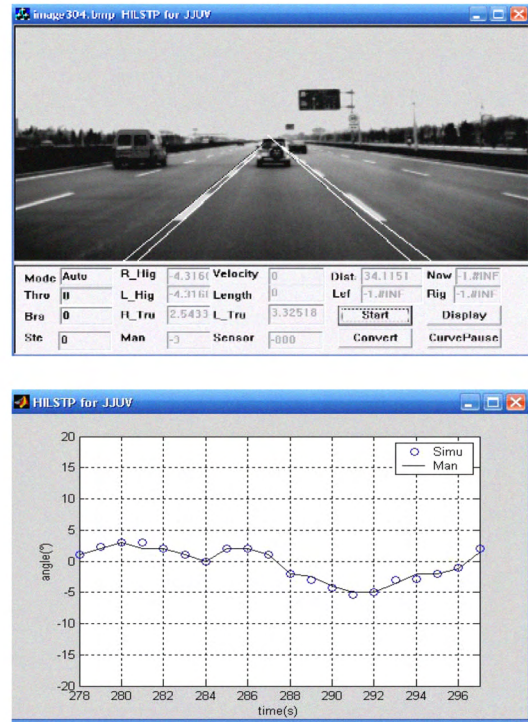 image304.bmp HILSTP for JJUV
Mode Auto R_Hig -4.3160 Velocity 0 Dist. 34.1151 Now -1.#INF
Thro 0 L_Hig -4.3160 Length 0 Lef -1.#INF Rig -1.#INF
Bra 0 R_Tru 2.5433 L_Tru 3.32518 Start Display
Ste 0 Man -3 Sensor -000 Convert CurvePause
HILSTP for JJUV
20
15
10
5
0
-5
-10
-15
-20
angle(°)
Simu
Man
278 280 282 284 286 288 290 292 294 296
time(s)